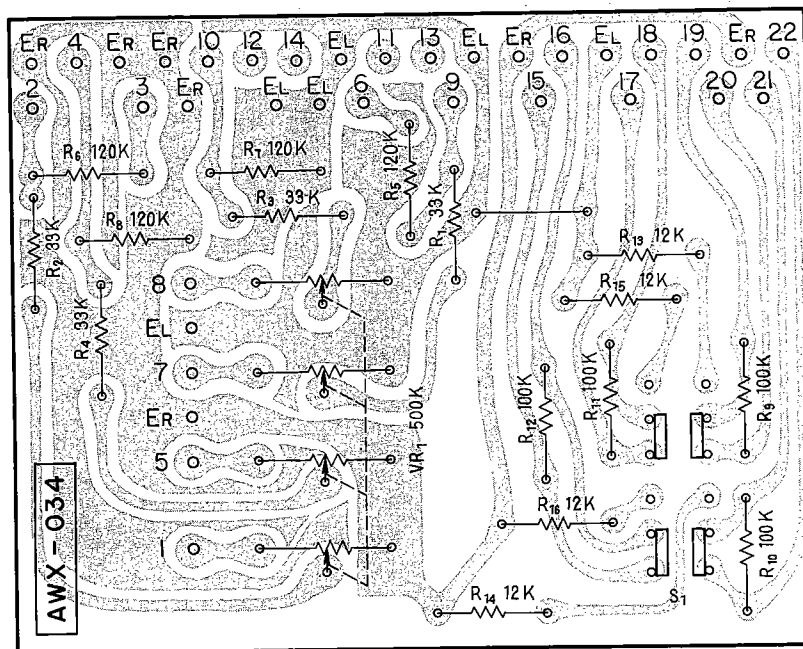 ER 4 ER ER 10 12 14 EL 11 13 EL ER 16 EL 18 19 ER 22
2 3 ER EL EL 6 9 15 17 20 21
R6 120K
R7 120K
R5 120K
R3 33K
R1 33K
R2 33K
R8 120K
R13 12K
8
R15 12K
EL
R4 33K
7
VR1 500K
R12 100K
R11 100K
R9 100K
ER
5
R16 12K
1
R10 100K
AWX-034
R14 12K
S1